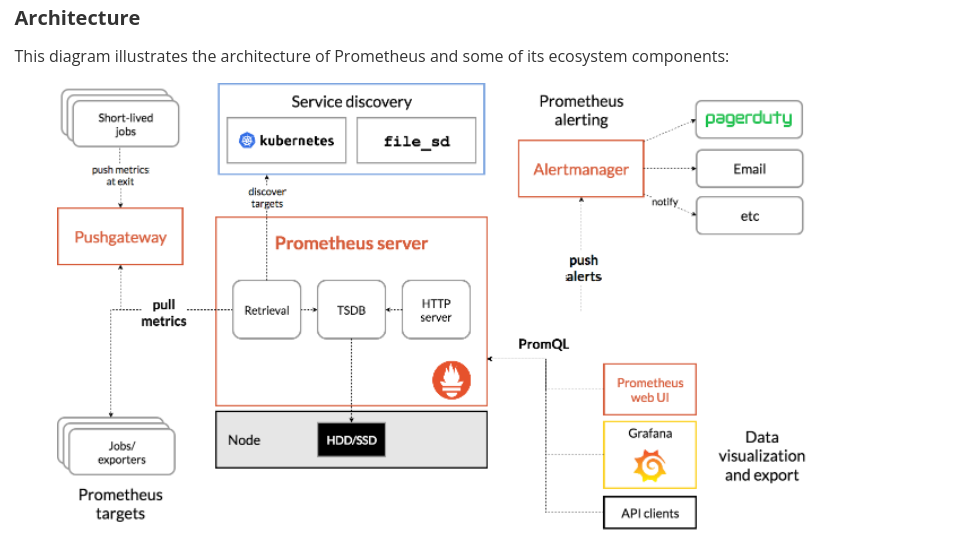 Architecture
This diagram illustrates the architecture of Prometheus and some of its ecosystem components:
Short-lived
jobs
push metrics
at exit
Pushgateway
pull
metrics
Jobs/
exporters
Prometheus
targets
Service discovery
kubernetes
file_sd
discover
targets
Prometheus server
Retrieval
TSDB
HTTP
server
Node
HDD/SSD
Prometheus
alerting
Alertmanager
pagerduty
Email
etc
notify
push
alerts
PromQL
Prometheus
web UI
Grafana
API clients
Data
visualization
and export